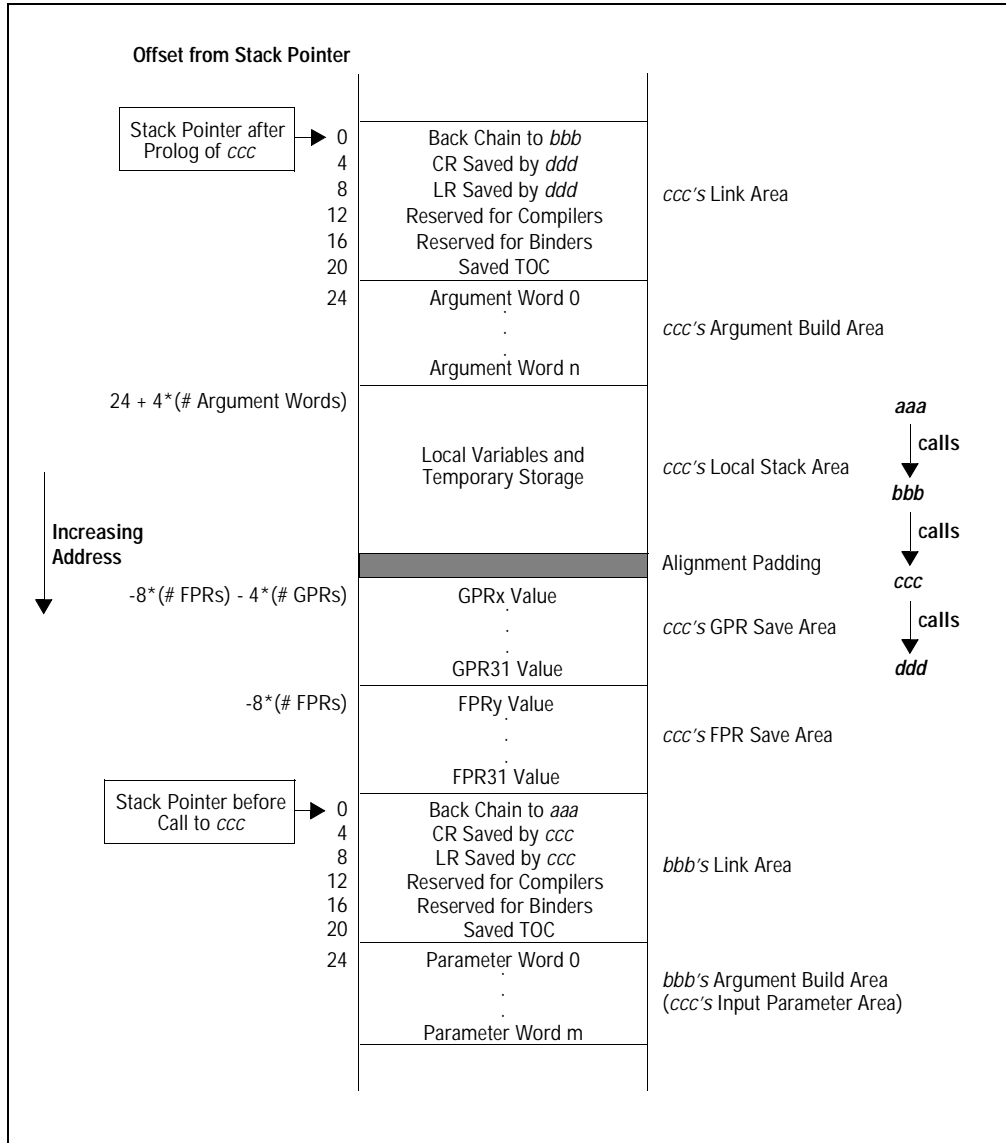 Offset from Stack Pointer
Stack Pointer after
Prolog of ccc
0
Back Chain to bbb
4
CR Saved by ddd
8
LR Saved by ddd
12
Reserved for Compilers
16
Reserved for Binders
20
Saved TOC
ccc's Link Area
24
Argument Word 0
.
.
.
Argument Word n
ccc's Argument Build Area
24 + 4*(# Argument Words)
Local Variables and
Temporary Storage
ccc's Local Stack Area
aaa
calls
bbb
calls
ccc
calls
ddd
Increasing
Address
Alignment Padding
-8*(# FPRs) - 4*(# GPRs)
GPRx Value
.
.
.
GPR31 Value
ccc's GPR Save Area
-8*(# FPRs)
FPRy Value
.
.
.
FPR31 Value
ccc's FPR Save Area
Stack Pointer before
Call to ccc
0
Back Chain to aaa
4
CR Saved by ccc
8
LR Saved by ccc
12
Reserved for Compilers
16
Reserved for Binders
20
Saved TOC
bbb's Link Area
24
Parameter Word 0
.
.
.
Parameter Word m
bbb's Argument Build Area
(ccc's Input Parameter Area)